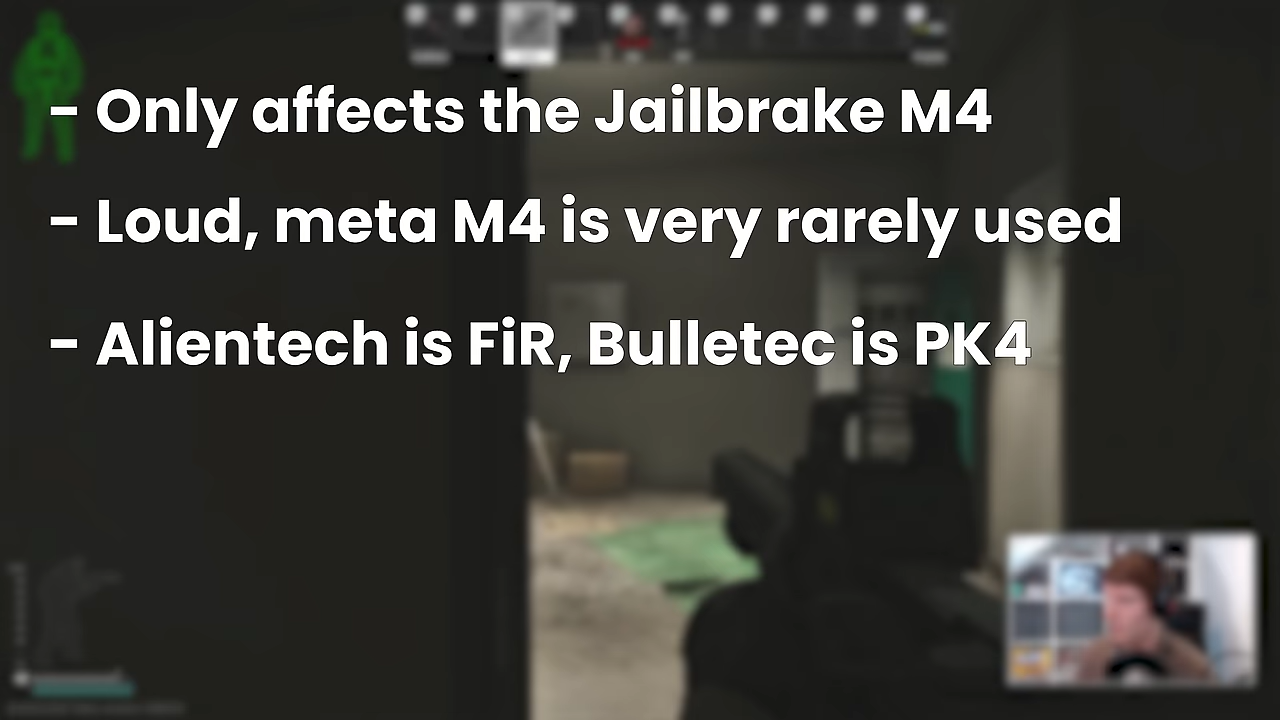 - Only affects the Jailbrake M4
- Loud, meta M4 is very rarely used
- Alientech is FiR, Bulletec is PK4